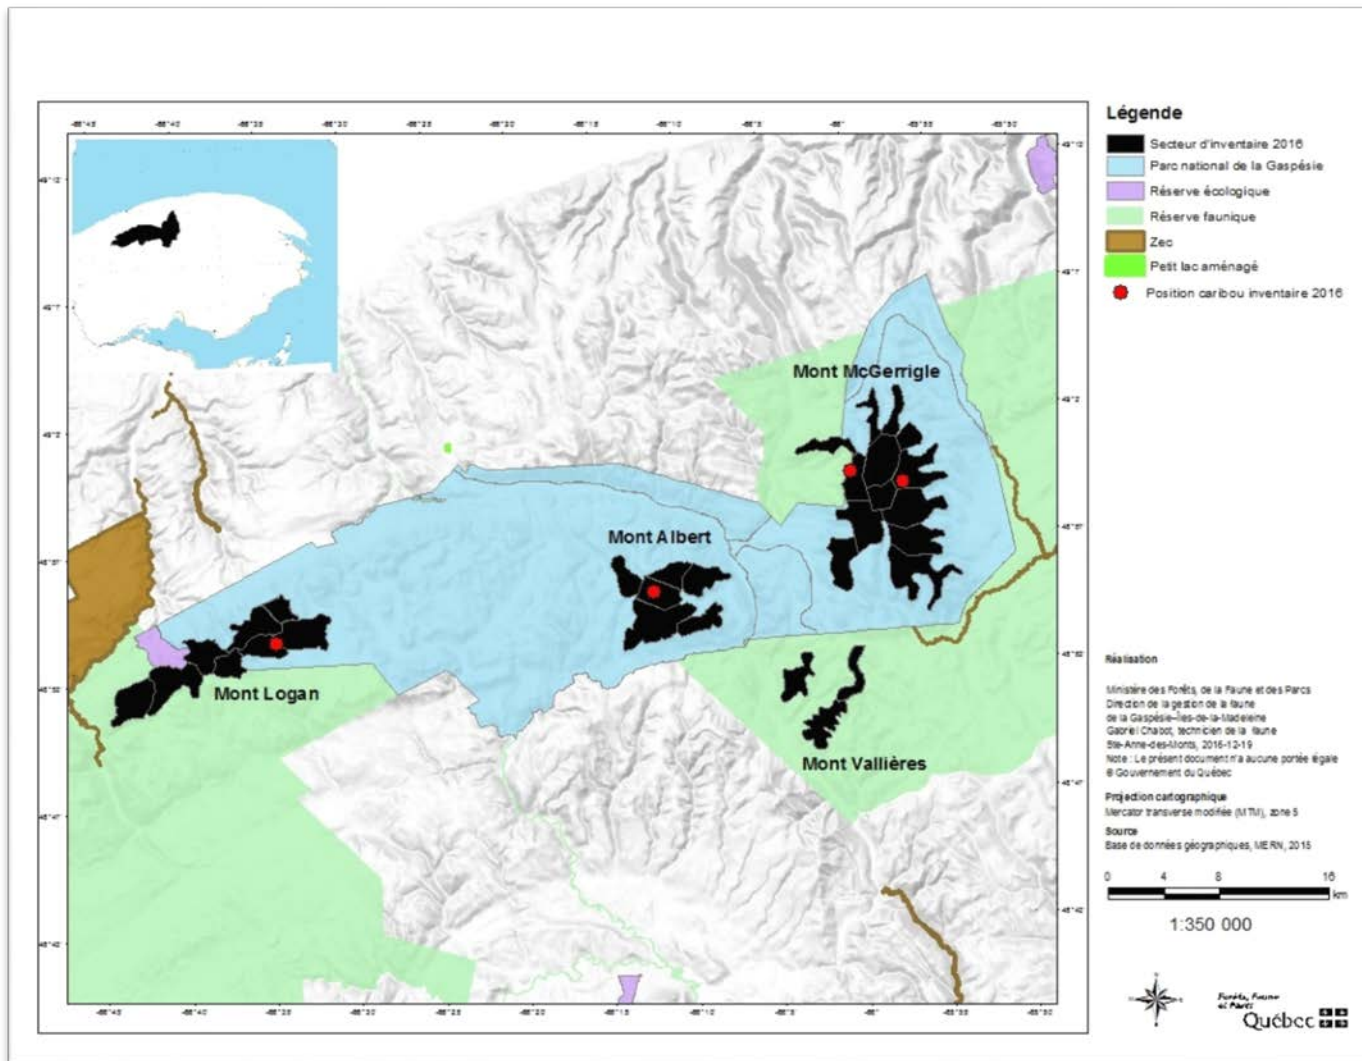 Légende
Secteur d'inventaire 2016
Parc national de la Gaspésie
Réserve écologique
Réserve faunique
Zec
Petit lac aménagé
Position caribou inventaire 2016
Mont McGerrigle
Mont Albert
Mont Logan
Mont Vallières
Réalisation
Ministère des Forêts, de la Faune et des Parcs
Direction de la gestion de la faune
de la Gaspésie–Îles-de-la-Madeleine
Gabriel Chabot, technicien de la faune
Ste-Anne-des-Monts, 2016-12-19
Note : Le présent document n'a aucune portée légale
© Gouvernement du Québec
Projection cartographique
Mercator transverse modifiée (MTM), zone 5
Source
Base de données géographiques, MERN, 2015
0 4 8 16
km
1:350 000
Forêts, Faune
et Parcs
Québec